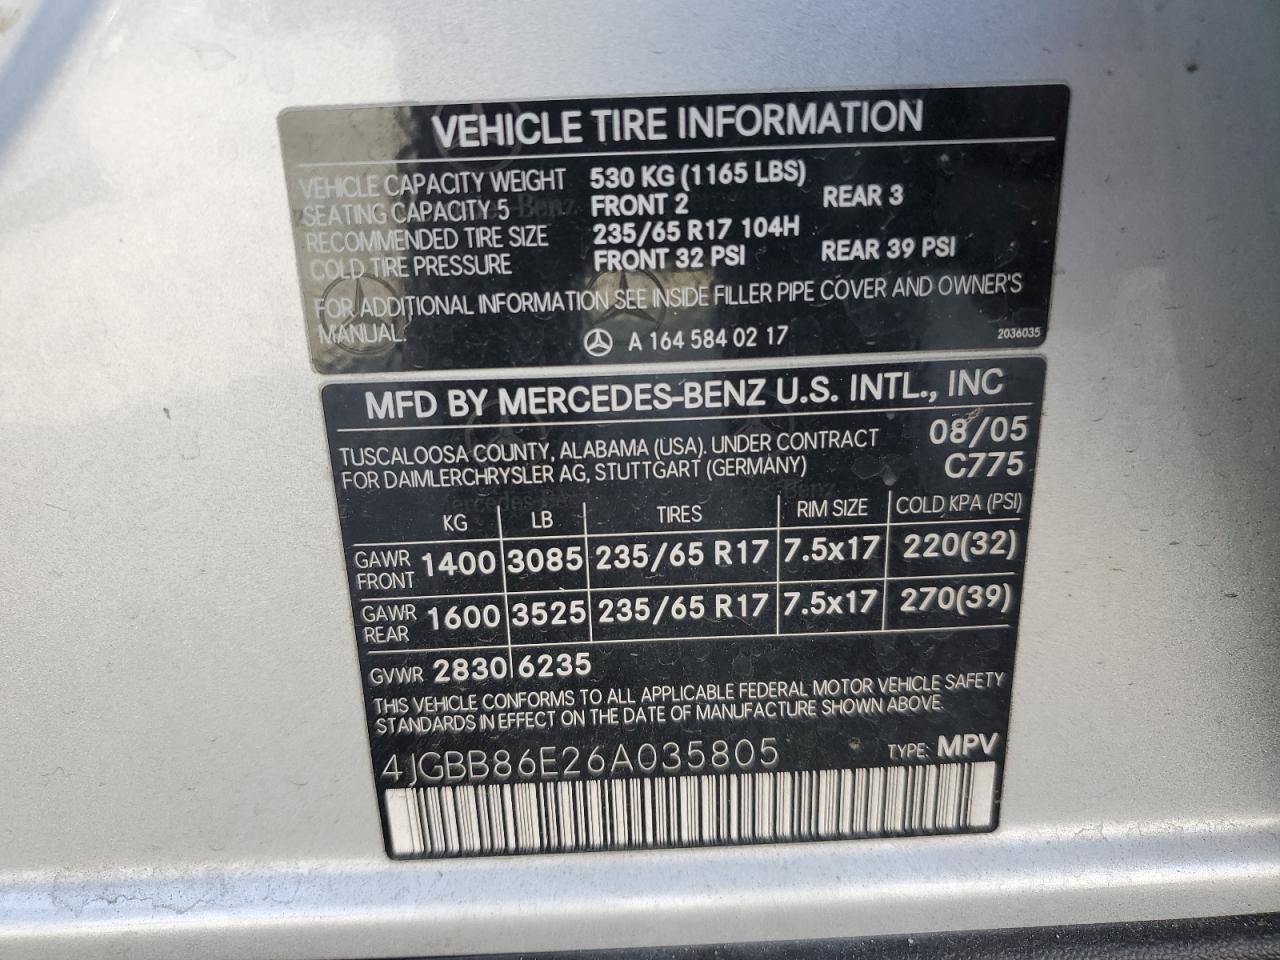 VEHICLE TIRE INFORMATION
VEHICLE CAPACITY WEIGHT 530 KG (1165 LBS)
SEATING CAPACITY 5 FRONT 2 REAR 3
RECOMMENDED TIRE SIZE 235/65 R17 104H
COLD TIRE PRESSURE FRONT 32 PSI REAR 39 PSI
FOR ADDITIONAL INFORMATION SEE INSIDE FILLER PIPE COVER AND OWNER'S
MANUAL.
A 164 584 02 17 2036035
MFD BY MERCEDES-BENZ U.S. INTL., INC
TUSCALOOSA COUNTY, ALABAMA (USA). UNDER CONTRACT 08/05
FOR DAIMLERCHRYSLER AG, STUTTGART (GERMANY) C775
KG LB TIRES RIM SIZE COLD KPA (PSI)
GAWR FRONT 1400 3085 235/65 R17 7.5x17 220(32)
GAWR REAR 1600 3525 235/65 R17 7.5x17 270(39)
GVWR 2830 6235
THIS VEHICLE CONFORMS TO ALL APPLICABLE FEDERAL MOTOR VEHICLE SAFETY
STANDARDS IN EFFECT ON THE DATE OF MANUFACTURE SHOWN ABOVE.
4JGBB86E26A035805 TYPE: MPV